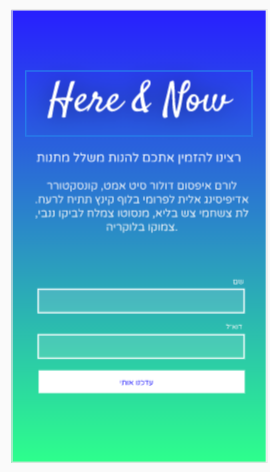 Here & Now
רצינו להזמין אתכם להנות משלל מתנות
לורם איפסום דולור סיט אמט, קונסקטורר
אדיפיסינג אלית לפרומי בלוף קינץ תתיח לרעח.
לת צשחמי צש בליא, מנסוטו צמלח לביקו ננבי,
צמוקו בלוקריה.
שם
דוא״ל
עדכנו אותי